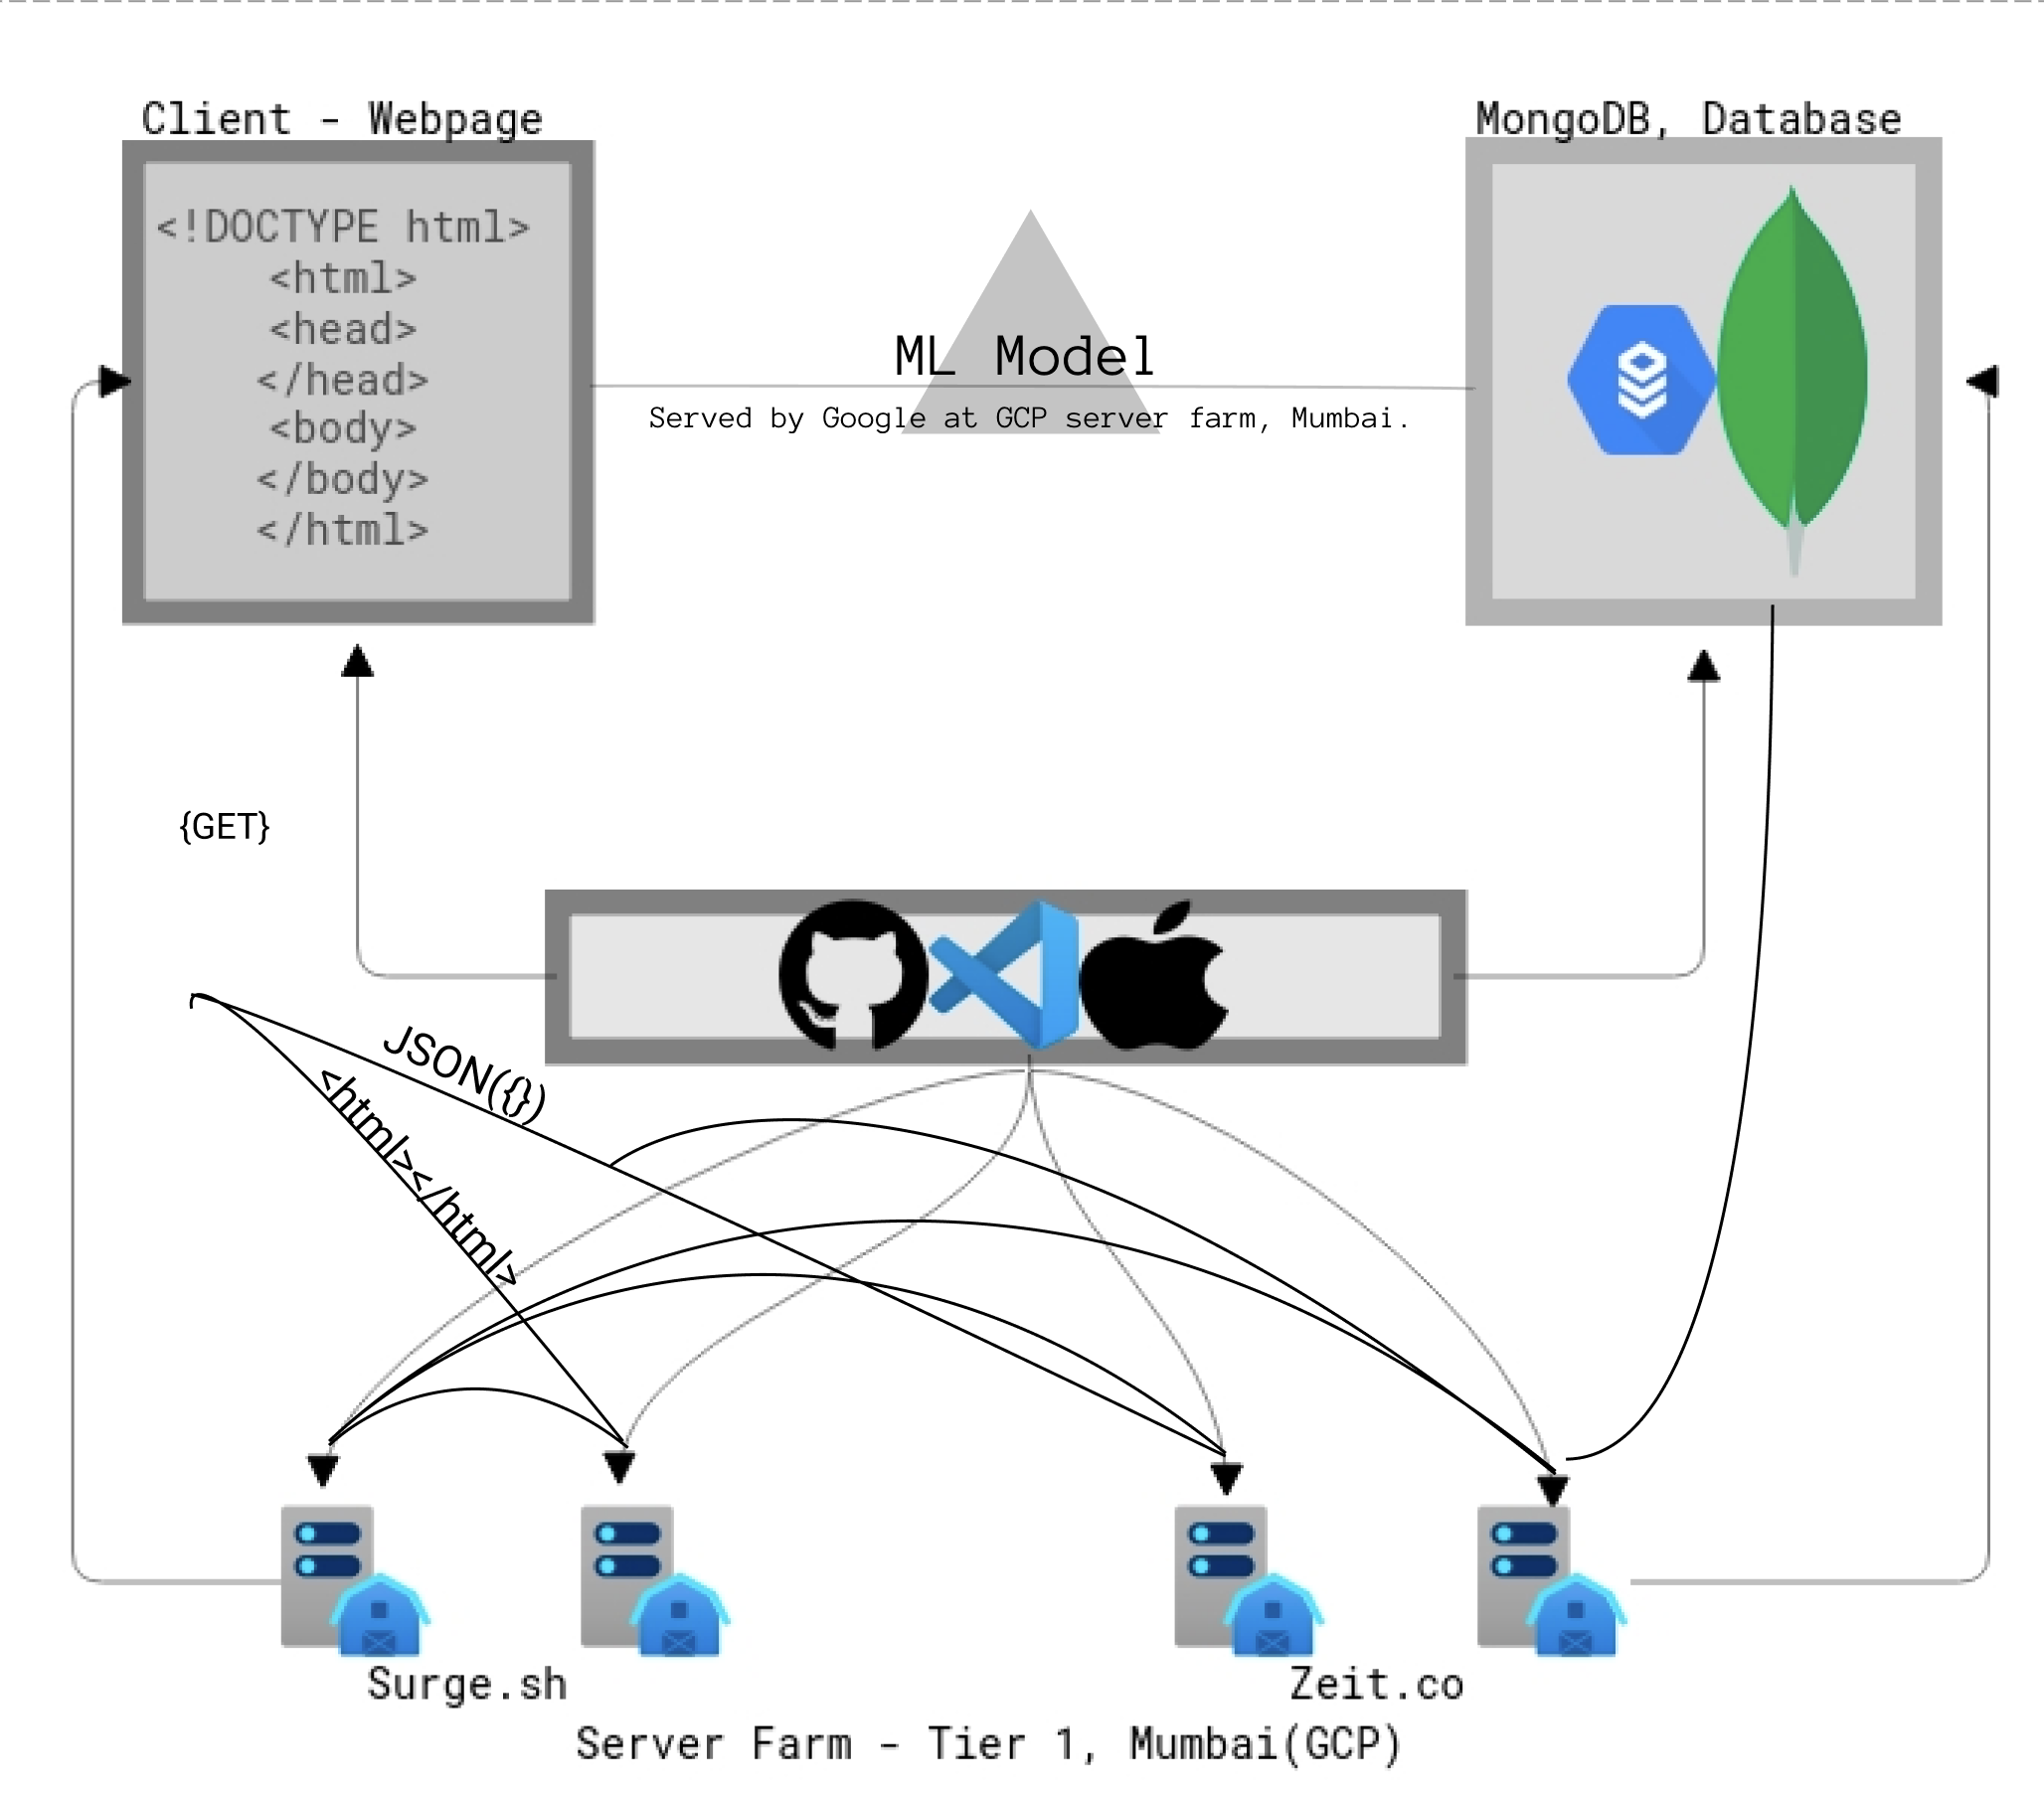 Client - Webpage
MongoDB, Database
<!DOCTYPE html>
<html>
<head>
</head>
<body>
</body>
</html>
ML Model
Served by Google at GCP server farm, Mumbai.
{GET}
JSON({})
<html></html>
Surge.sh
Zeit.co
Server Farm - Tier 1, Mumbai(GCP)